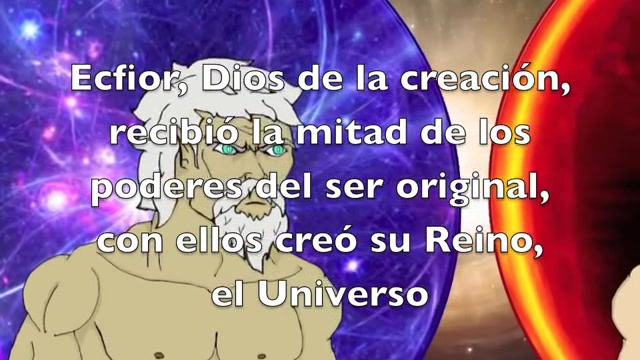 Ecfior, Dios de la creación,
recibió la mitad de los
poderes del ser original,
con ellos creó su Reino,
el Universo